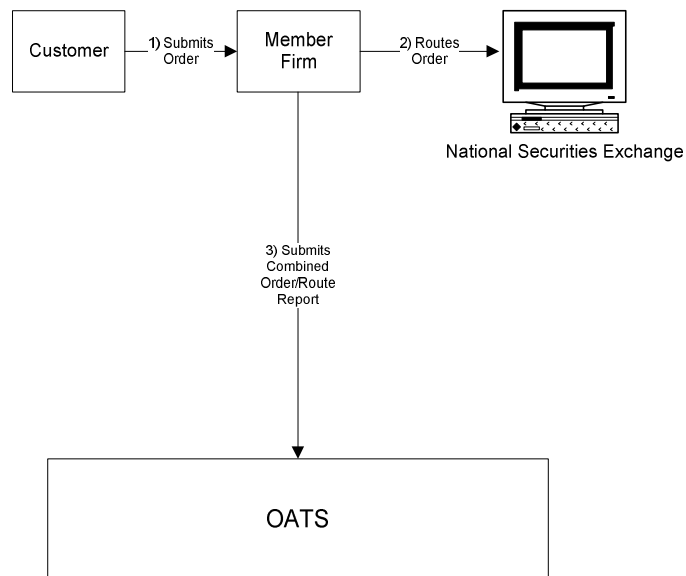 Customer
1) Submits
Order
Member
Firm
2) Routes
Order
National Securities Exchange
3) Submits
Combined
Order/Route
Report
OATS